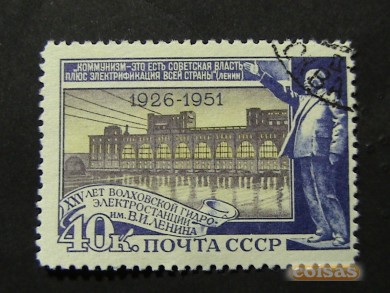 „КОММУНИЗМ-ЭТО ЕСТЬ СОВЕТСКАЯ ВЛАСТЬ
ПЛЮС ЭЛЕКТРИФИКАЦИЯ ВСЕЙ СТРАНЫ" (ЛЕНИН
1926-1951
XXV ЛЕТ ВОЛХОВСКОЙ ГИДРО-
ЭЛЕКТРОСТАНЦИИ
им. В.И.ЛЕНИНА
40к. ПОЧТА СССР
coisas